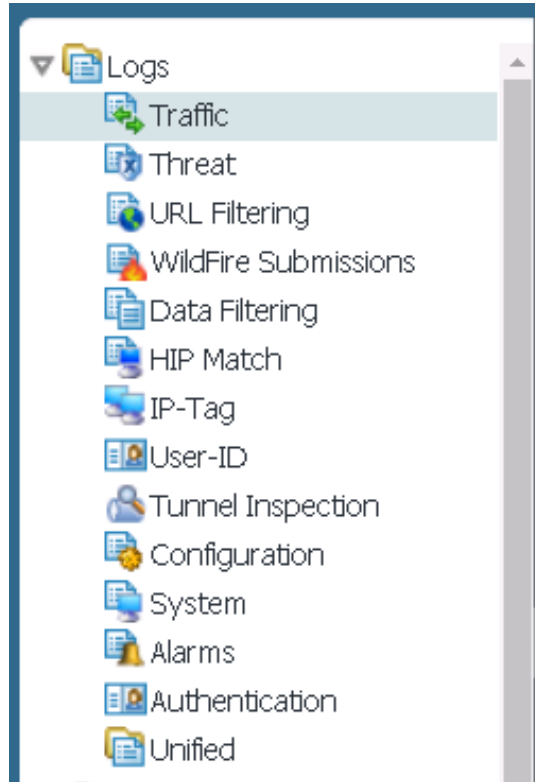 Logs
Traffic
Threat
URL Filtering
WildFire Submissions
Data Filtering
HIP Match
IP-Tag
User-ID
Tunnel Inspection
Configuration
System
Alarms
Authentication
Unified